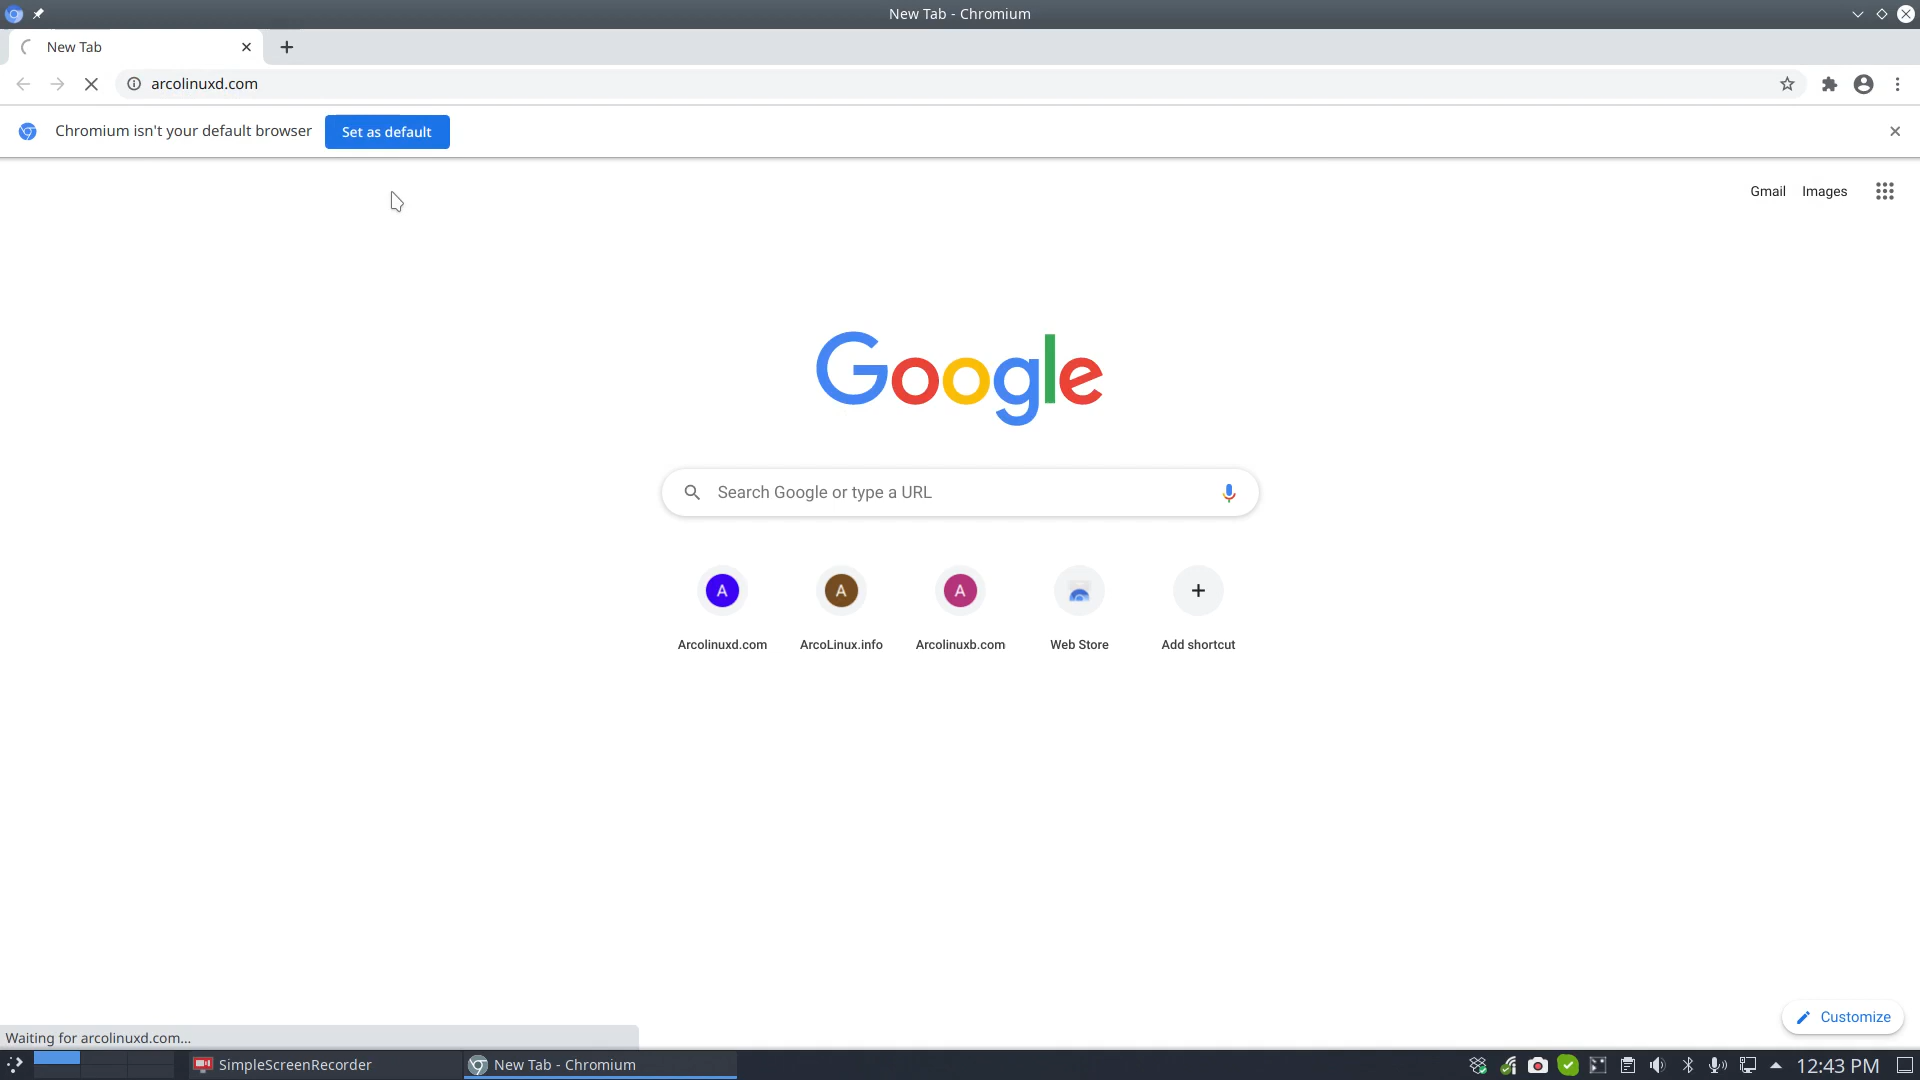 New Tab - Chromium
New Tab
arcolinuxd.com
Chromium isn't your default browser
Set as default
Gmail
Images
Google
Search Google or type a URL
A
A
A
Arcolinuxd.com
ArcoLinux.info
Arcolinuxb.com
Web Store
Add shortcut
Customize
Waiting for arcolinuxd.com...
SimpleScreenRecorder
New Tab - Chromium
12:43 PM